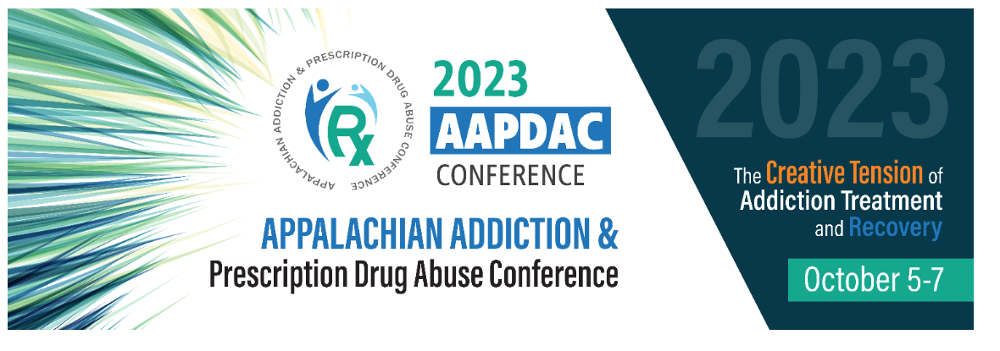 APPALACHIAN ADDICTION & PRESCRIPTION DRUG ABUSE CONFERENCE
Rx
2023
AAPDAC
CONFERENCE
APPALACHIAN ADDICTION &
Prescription Drug Abuse Conference
2023
The Creative Tension of
Addiction Treatment
and Recovery
October 5-7